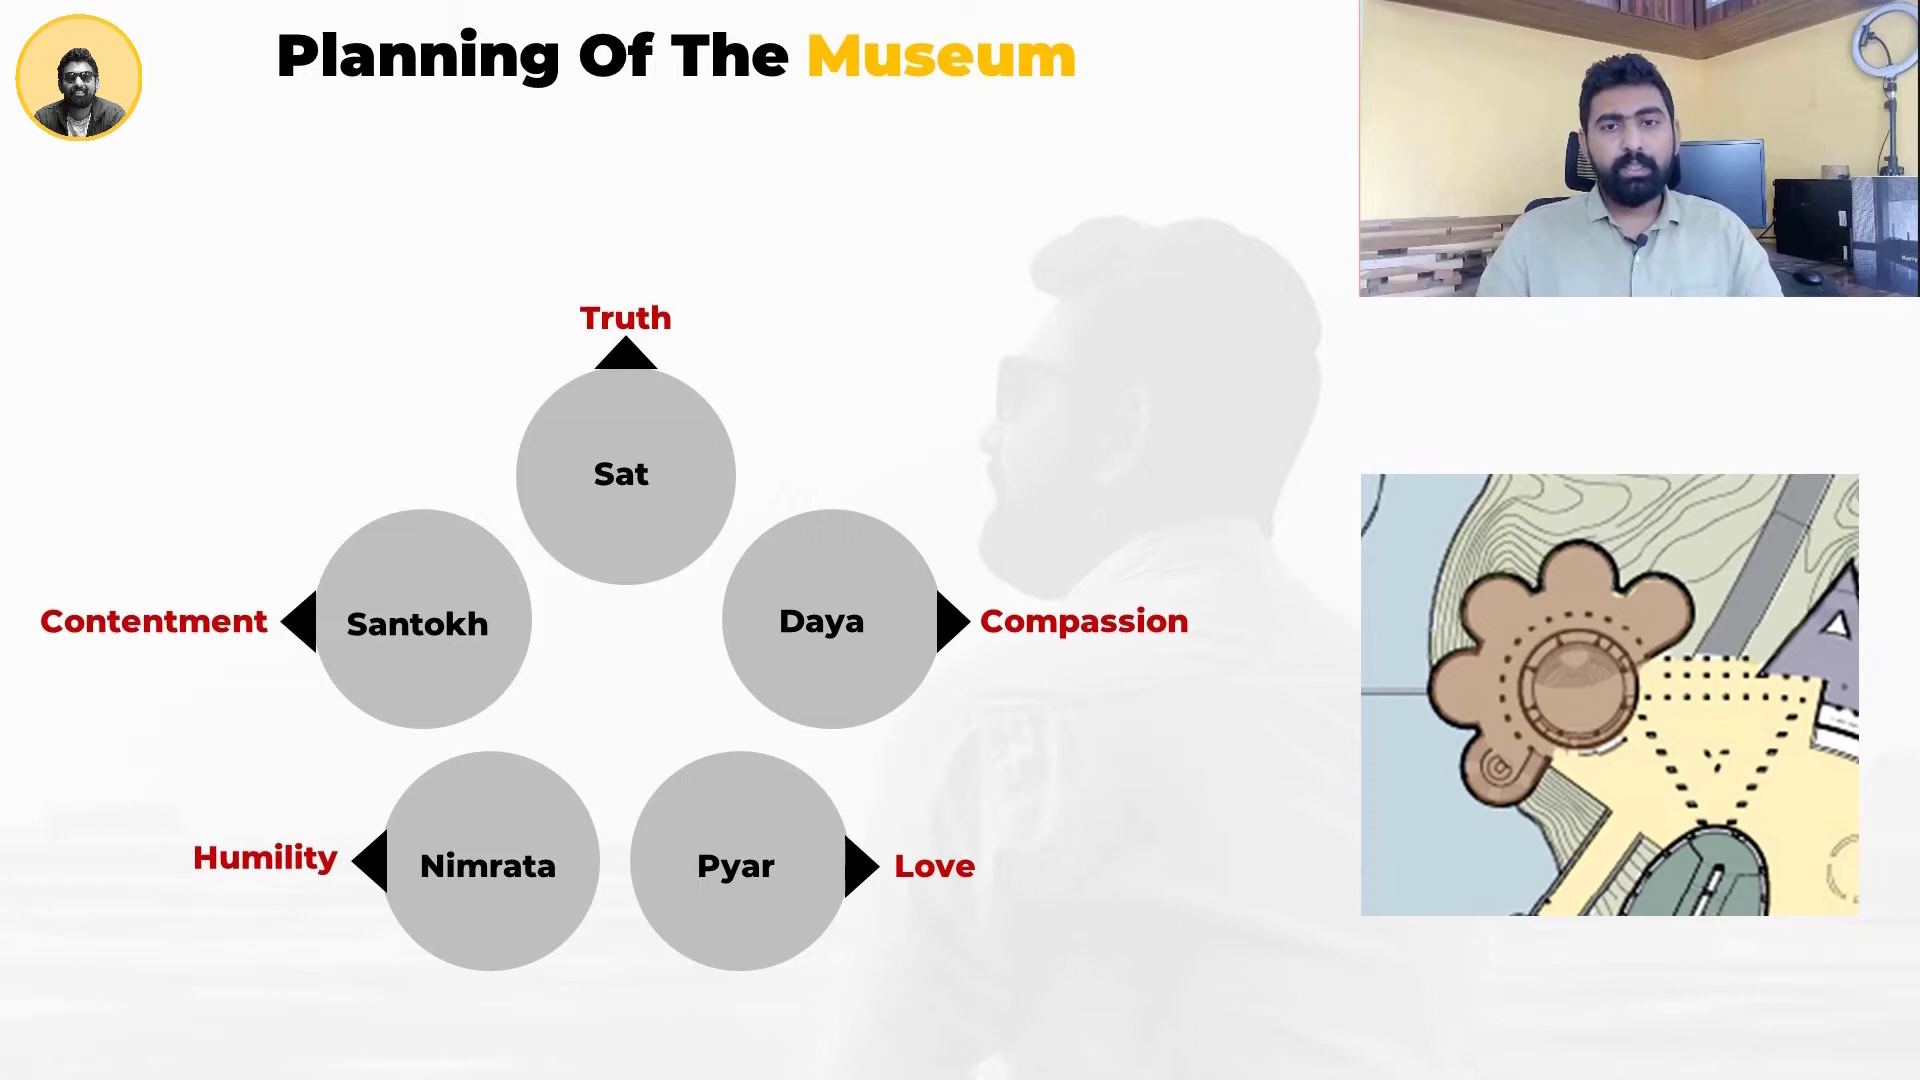 Planning Of The Museum
Truth
Sat
Contentment
Santokh
Daya
Compassion
Humility
Nimrata
Pyar
Love